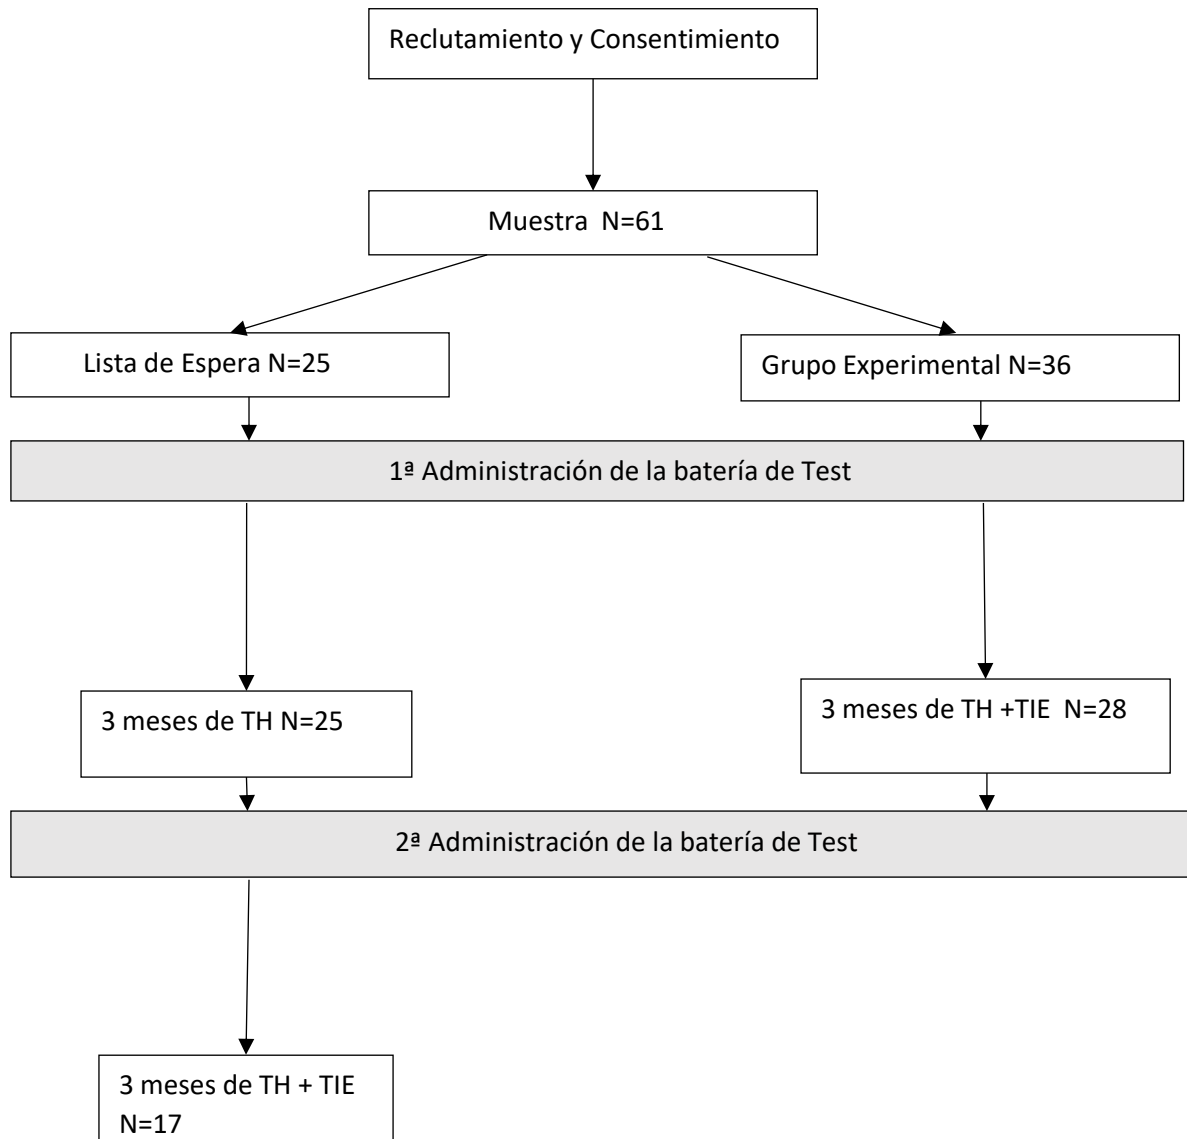 Reclutamiento y Consentimiento
Muestra N=61
Lista de Espera N=25
Grupo Experimental N=36
1ª Administración de la batería de Test
3 meses de TH N=25
3 meses de TH +TIE N=28
2ª Administración de la batería de Test
3 meses de TH + TIE
N=17